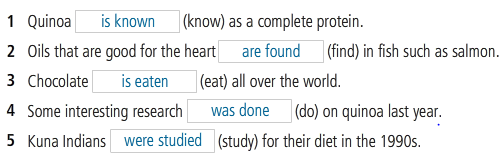 1 Quinoa is known (know) as a complete protein.
2 Oils that are good for the heart are found (find) in fish such as salmon.
3 Chocolate is eaten (eat) all over the world.
4 Some interesting research was done (do) on quinoa last year.
5 Kuna Indians were studied (study) for their diet in the 1990s.